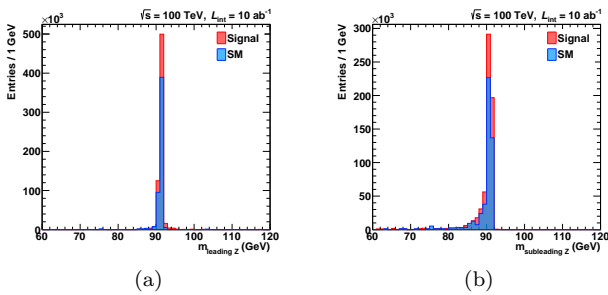 ×10³ √s = 100 TeV, L_int = 10 ab⁻¹
Entries / 1 GeV
500
400
300
200
100
0
Signal
SM
60 70 80 90 100 110 120
m_leading Z (GeV)
(a)
×10³ √s = 100 TeV, L_int = 10 ab⁻¹
Entries / 1 GeV
300
250
200
150
100
50
0
Signal
SM
60 70 80 90 100 110 120
m_subleading Z (GeV)
(b)